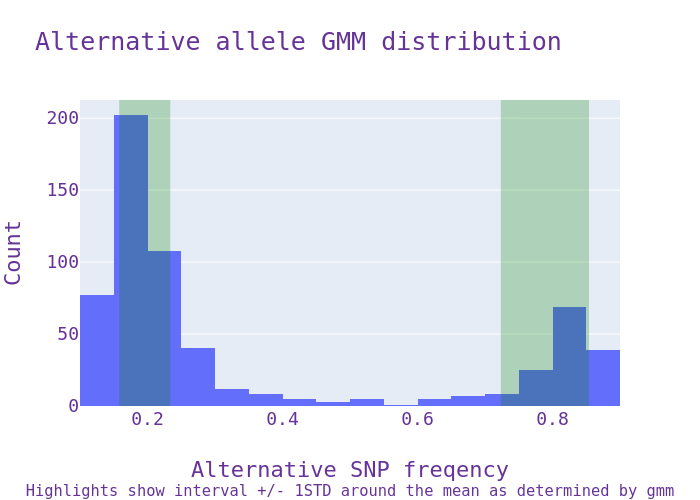 Alternative allele GMM distribution
200
150
100
50
0
Count
0.2 0.4 0.6 0.8
Alternative SNP freqency
Highlights show interval +/- 1STD around the mean as determined by gmm